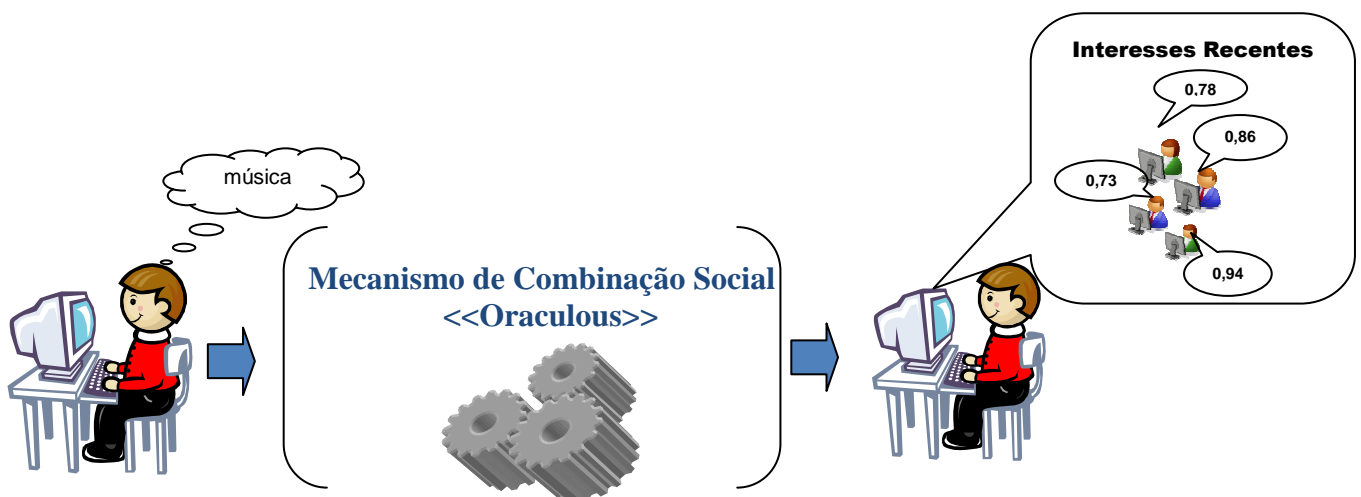 Interesses Recentes
0,78
0,86
0,73
0,94
música
Mecanismo de Combinação Social
<<Oraculous>>